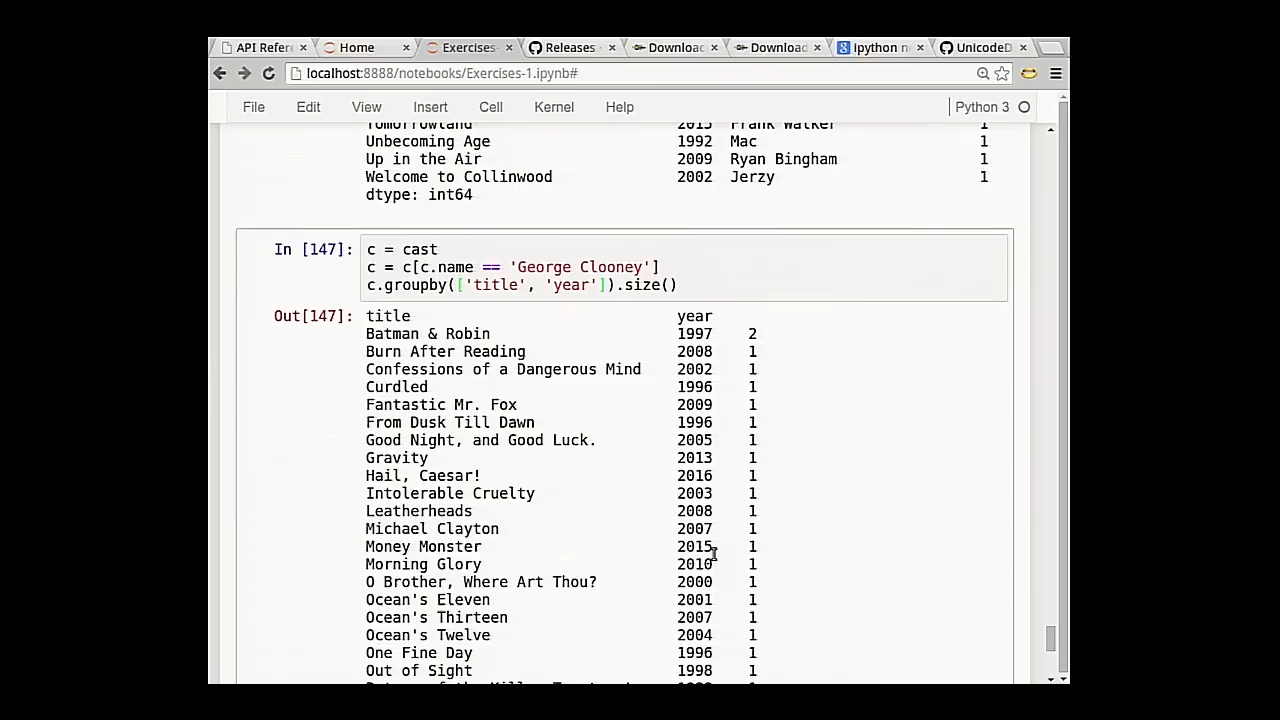 API Refer
Home
Exercises-
Releases ·
Download
Download
ipython n
UnicodeD
localhost:8888/notebooks/Exercises-1.ipynb#
File Edit View Insert Cell Kernel Help Python 3
Tomorrowland 2015 Frank Walker 1
Unbecoming Age 1992 Mac 1
Up in the Air 2009 Ryan Bingham 1
Welcome to Collinwood 2002 Jerzy 1
dtype: int64
In [147]: c = cast
c = c[c.name == 'George Clooney']
c.groupby(['title', 'year']).size()
Out[147]: title year
Batman & Robin 1997 2
Burn After Reading 2008 1
Confessions of a Dangerous Mind 2002 1
Curdled 1996 1
Fantastic Mr. Fox 2009 1
From Dusk Till Dawn 1996 1
Good Night, and Good Luck. 2005 1
Gravity 2013 1
Hail, Caesar! 2016 1
Intolerable Cruelty 2003 1
Leatherheads 2008 1
Michael Clayton 2007 1
Money Monster 2015 1
Morning Glory 2010 1
O Brother, Where Art Thou? 2000 1
Ocean's Eleven 2001 1
Ocean's Thirteen 2007 1
Ocean's Twelve 2004 1
One Fine Day 1996 1
Out of Sight 1998 1